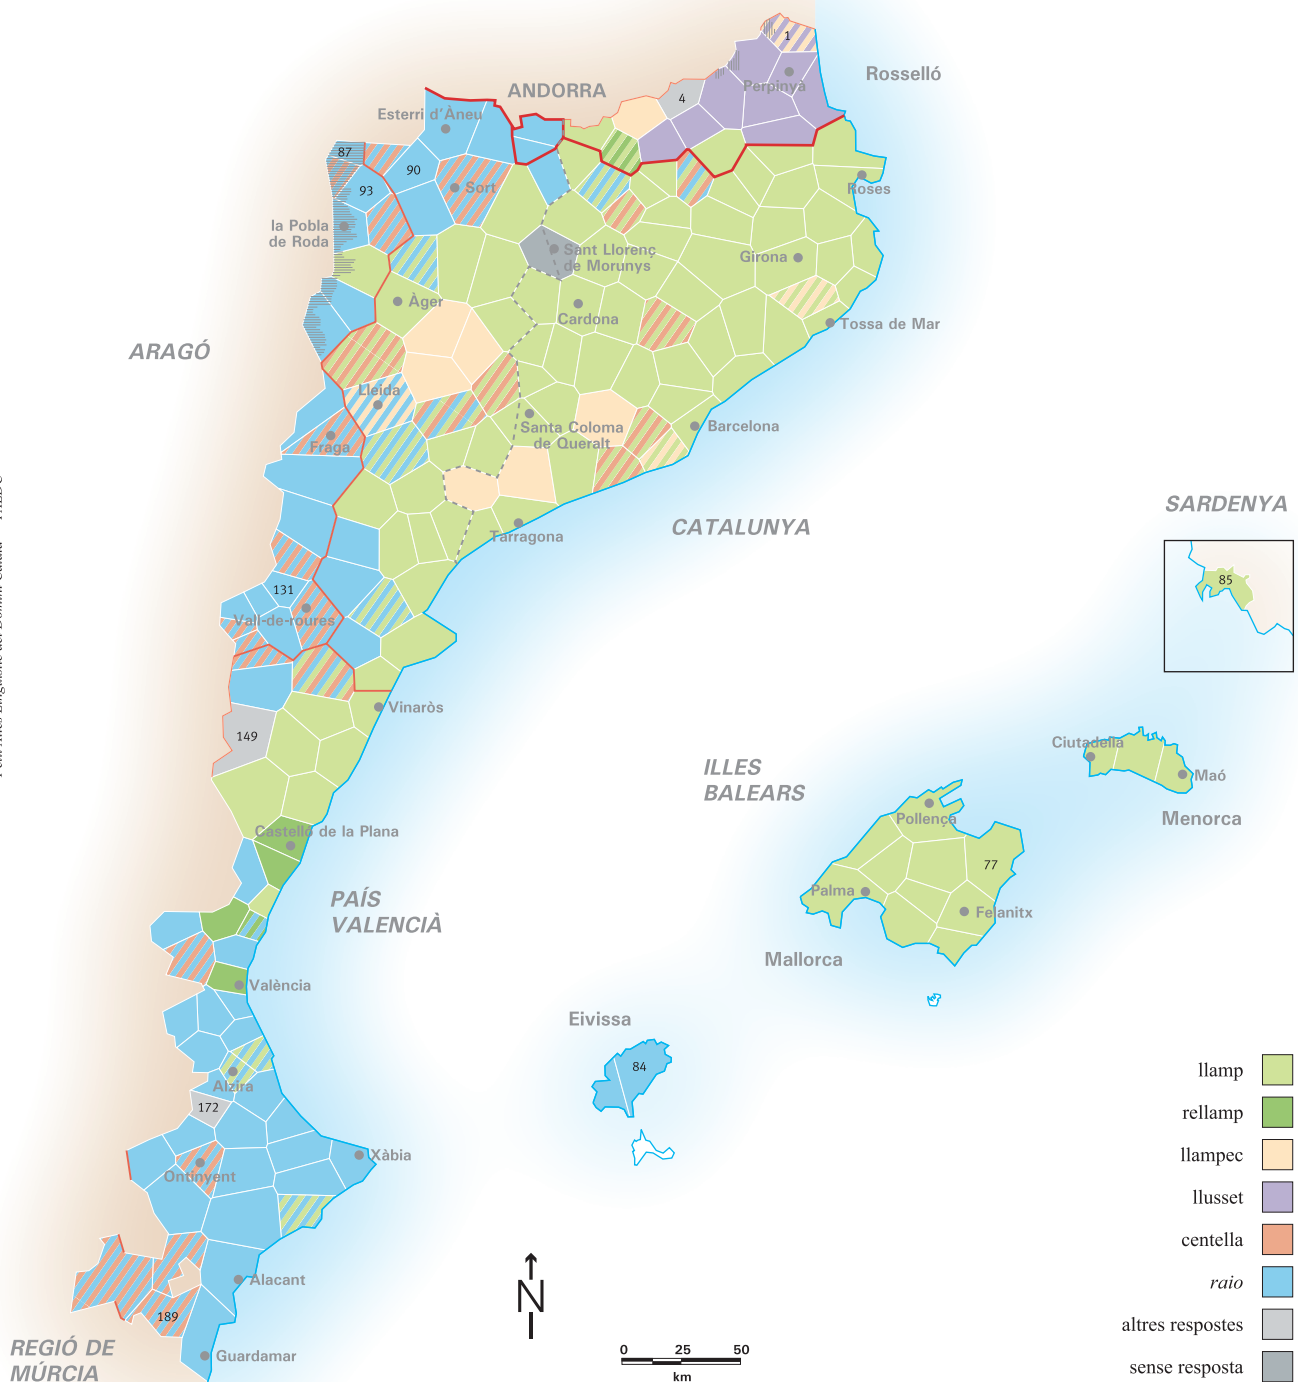 1
Rosselló
Perpinyà
4
ANDORRA
Esterri d'Àneu
87
90
93
Sort
la Pobla
de Roda
Roses
Sant Llorenç
de Morunys
Girona
Àger
Cardona
Tossa de Mar
ARAGÓ
Lleida
Santa Coloma
de Queralt
Barcelona
Fraga
SARDENYA
CATALUNYA
Tarragona
85
131
Vall-de-roures
Vinaròs
149
Ciutadella
Maó
Menorca
ILLES
BALEARS
Pollença
Castelló de la Plana
77
Palma
Felanitx
PAÍS
VALENCIÀ
Mallorca
València
Eivissa
84
Alzira
172
Xàbia
Ontinyent
Alacant
189
Guardamar
REGIÓ DE
MÚRCIA
N
0 25 50
km
llamp
rellamp
llampec
llusset
centella
raio
altres respostes
sense resposta